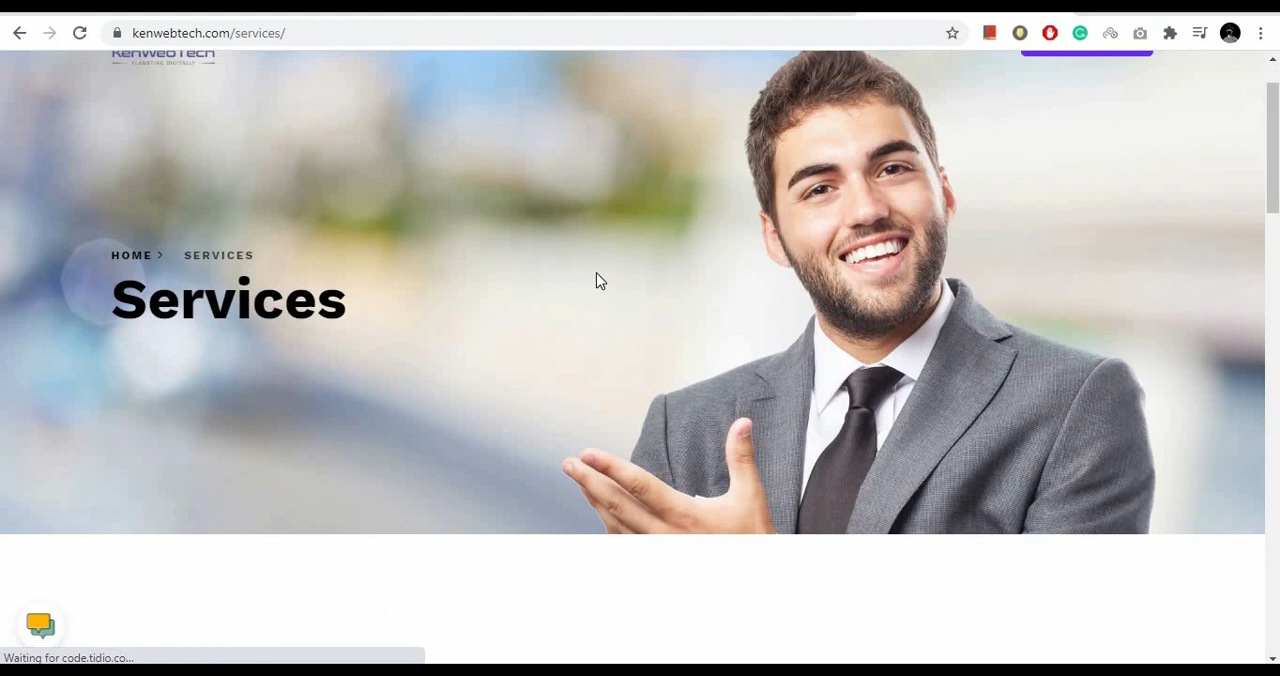 kenwebtech.com/services/
KenWebTech
HOME > SERVICES
Services
Waiting for code.tidio.co...